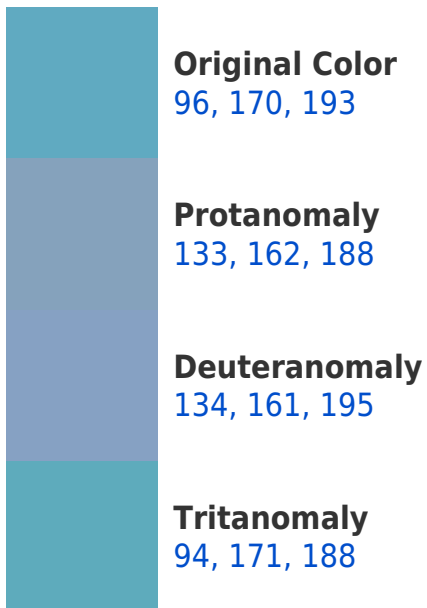 Original Color
96, 170, 193
Protanomaly
133, 162, 188
Deuteranomaly
134, 161, 195
Tritanomaly
94, 171, 188